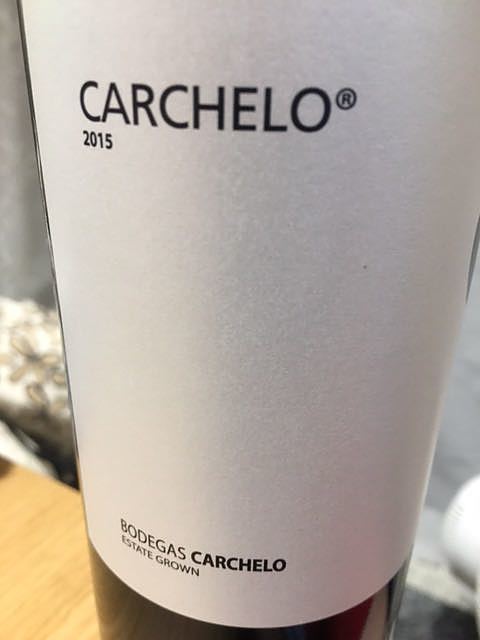 CARCHELO®
2015
BODEGAS CARCHELO
ESTATE GROWN